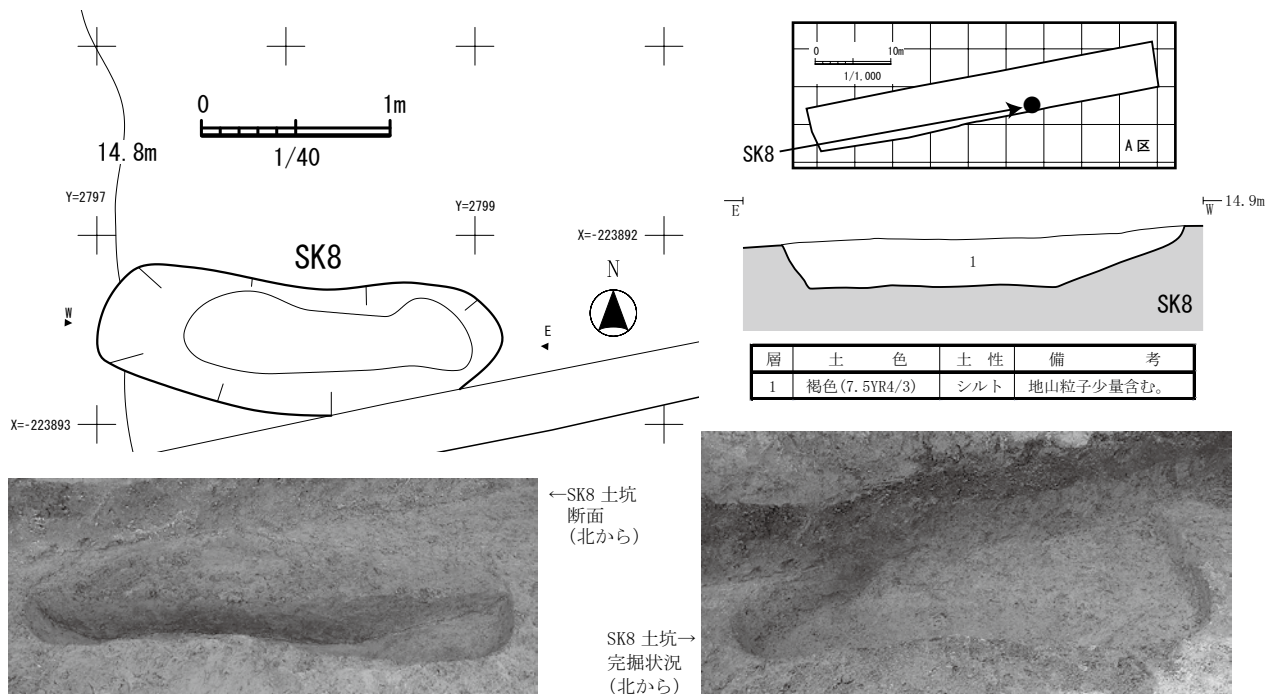 0 1m
1/40
14.8m
Y=2797
Y=2799
X=-223892
SK8
N
W
E
X=-223893
0 10m
1/1,000
A区
SK8
E
W 14.9m
1
SK8
層 土色 土性 備考
1 褐色(7.5YR4/3) シルト 地山粒子少量含む。
←SK8 土坑
断面
(北から)
SK8 土坑→
完掘状況
(北から)